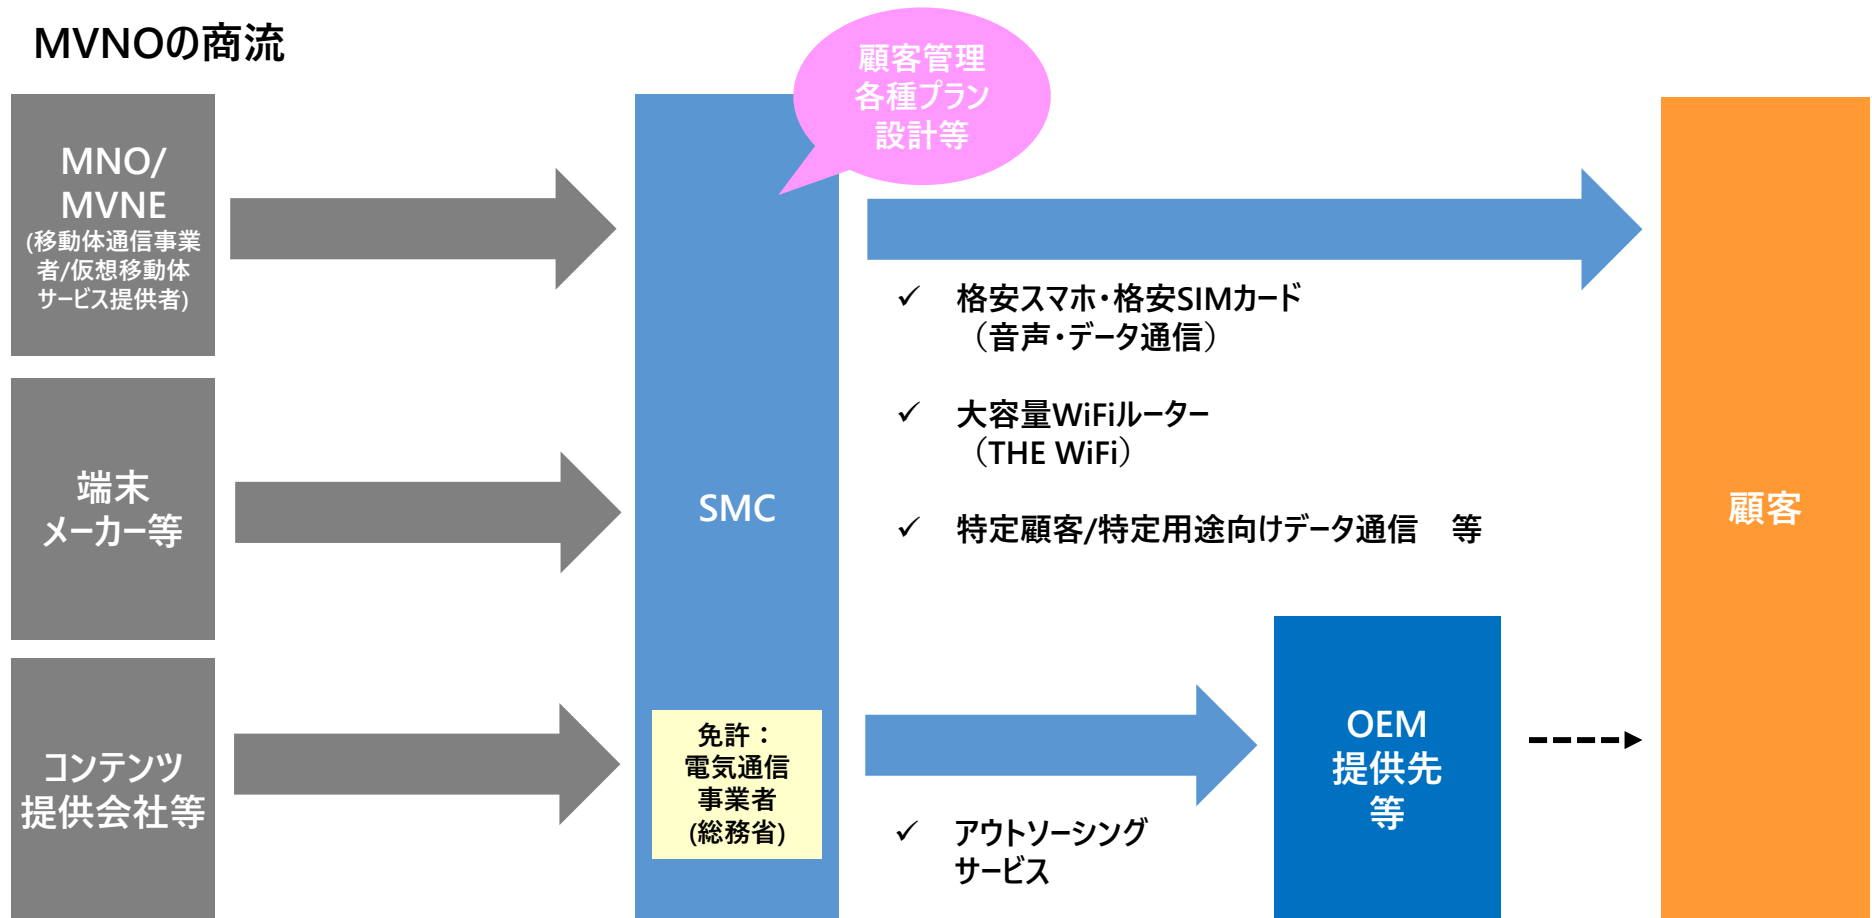 MVNOの商流
顧客管理
各種プラン
設計等
MNO/
MVNE
(移動体通信事業
者/仮想移動体
サービス提供者)
端末
メーカー等
コンテンツ
提供会社等
SMC
免許：
電気通信
事業者
(総務省)
✓ 格安スマホ・格安SIMカード
（音声・データ通信）
✓ 大容量WiFiルーター
（THE WiFi）
✓ 特定顧客/特定用途向けデータ通信　等
✓ アウトソーシング
サービス
OEM
提供先
等
顧客